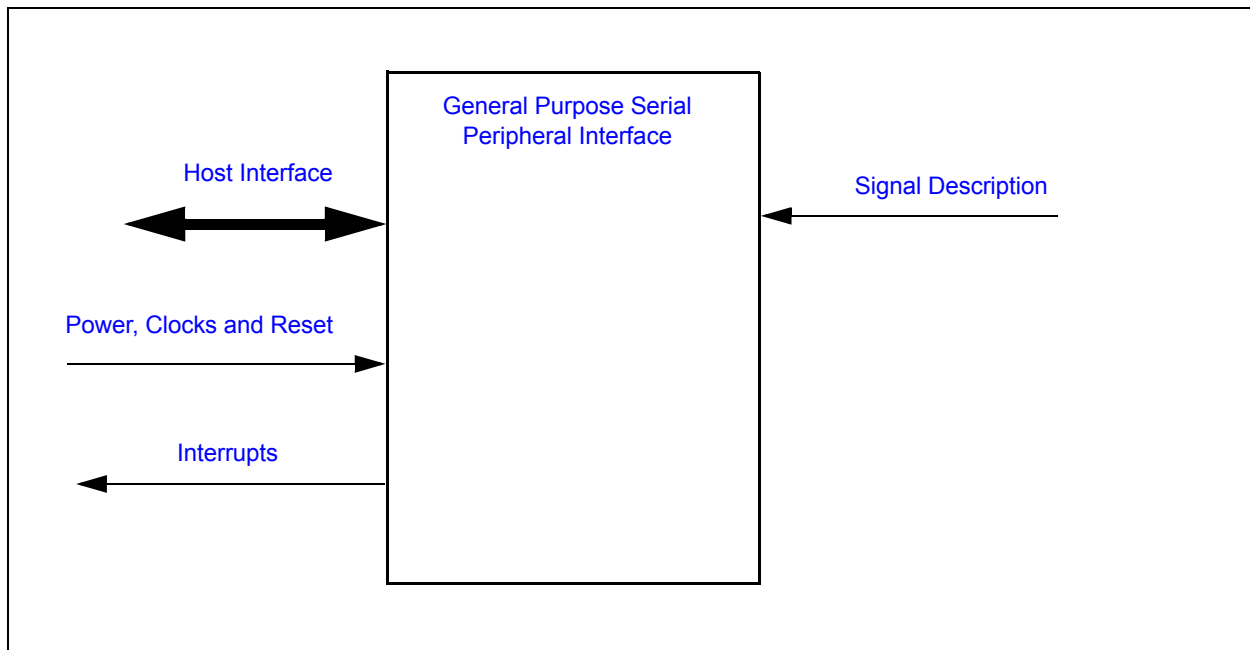 General Purpose Serial
Peripheral Interface
Host Interface
Signal Description
Power, Clocks and Reset
Interrupts